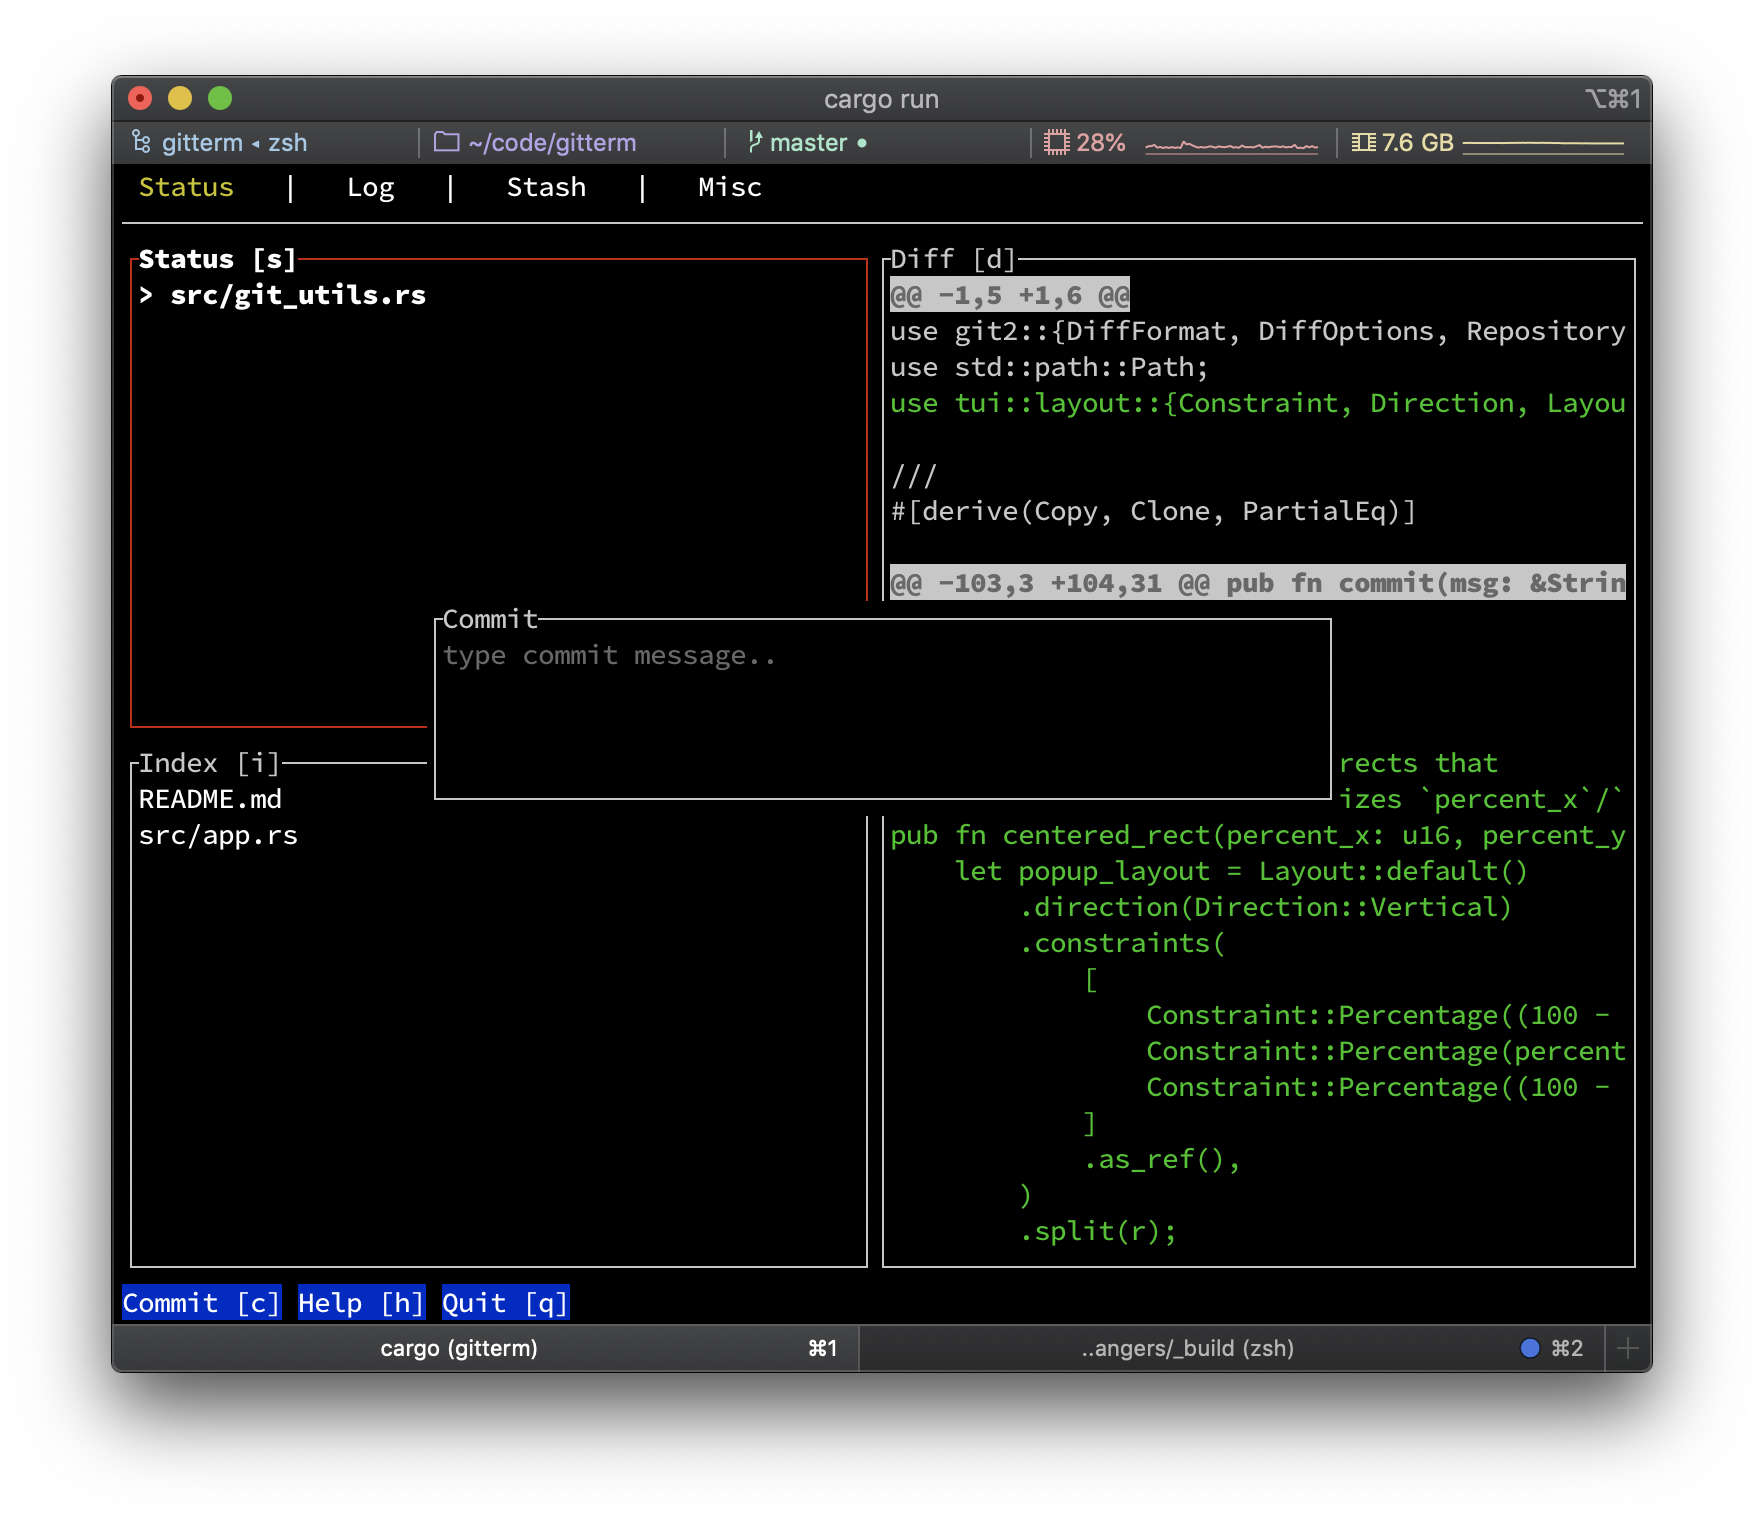 cargo run ⌥⌘1
gitterm ◂ zsh ~/code/gitterm master ● 28% 7.6 GB
Status | Log | Stash | Misc
Status [s]
> src/git_utils.rs
Diff [d]
@@ -1,5 +1,6 @@
use git2::{DiffFormat, DiffOptions, Repository
use std::path::Path;
use tui::layout::{Constraint, Direction, Layou
///
#[derive(Copy, Clone, PartialEq)]
@@ -103,3 +104,31 @@ pub fn commit(msg: &Strin
Commit
type commit message..
rects that
izes `percent_x`/`
pub fn centered_rect(percent_x: u16, percent_y
    let popup_layout = Layout::default()
        .direction(Direction::Vertical)
        .constraints(
            [
                Constraint::Percentage((100 -
                Constraint::Percentage(percent
                Constraint::Percentage((100 -
            ]
            .as_ref(),
        )
        .split(r);
Index [i]
README.md
src/app.rs
Commit [c] Help [h] Quit [q]
cargo (gitterm) ⌘1 ..angers/_build (zsh) ⌘2 +